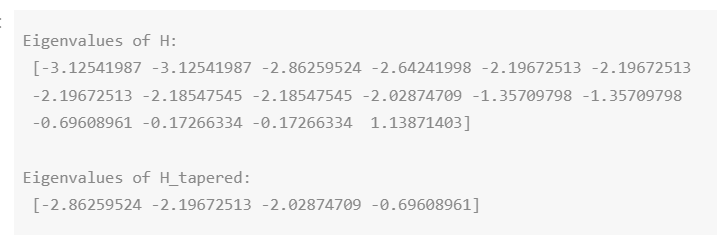 Eigenvalues of H:
[-3.12541987 -3.12541987 -2.86259524 -2.64241998 -2.19672513 -2.19672513
-2.19672513 -2.18547545 -2.18547545 -2.02874709 -1.35709798 -1.35709798
-0.69608961 -0.17266334 -0.17266334  1.13871403]
Eigenvalues of H_tapered:
[-2.86259524 -2.19672513 -2.02874709 -0.69608961]